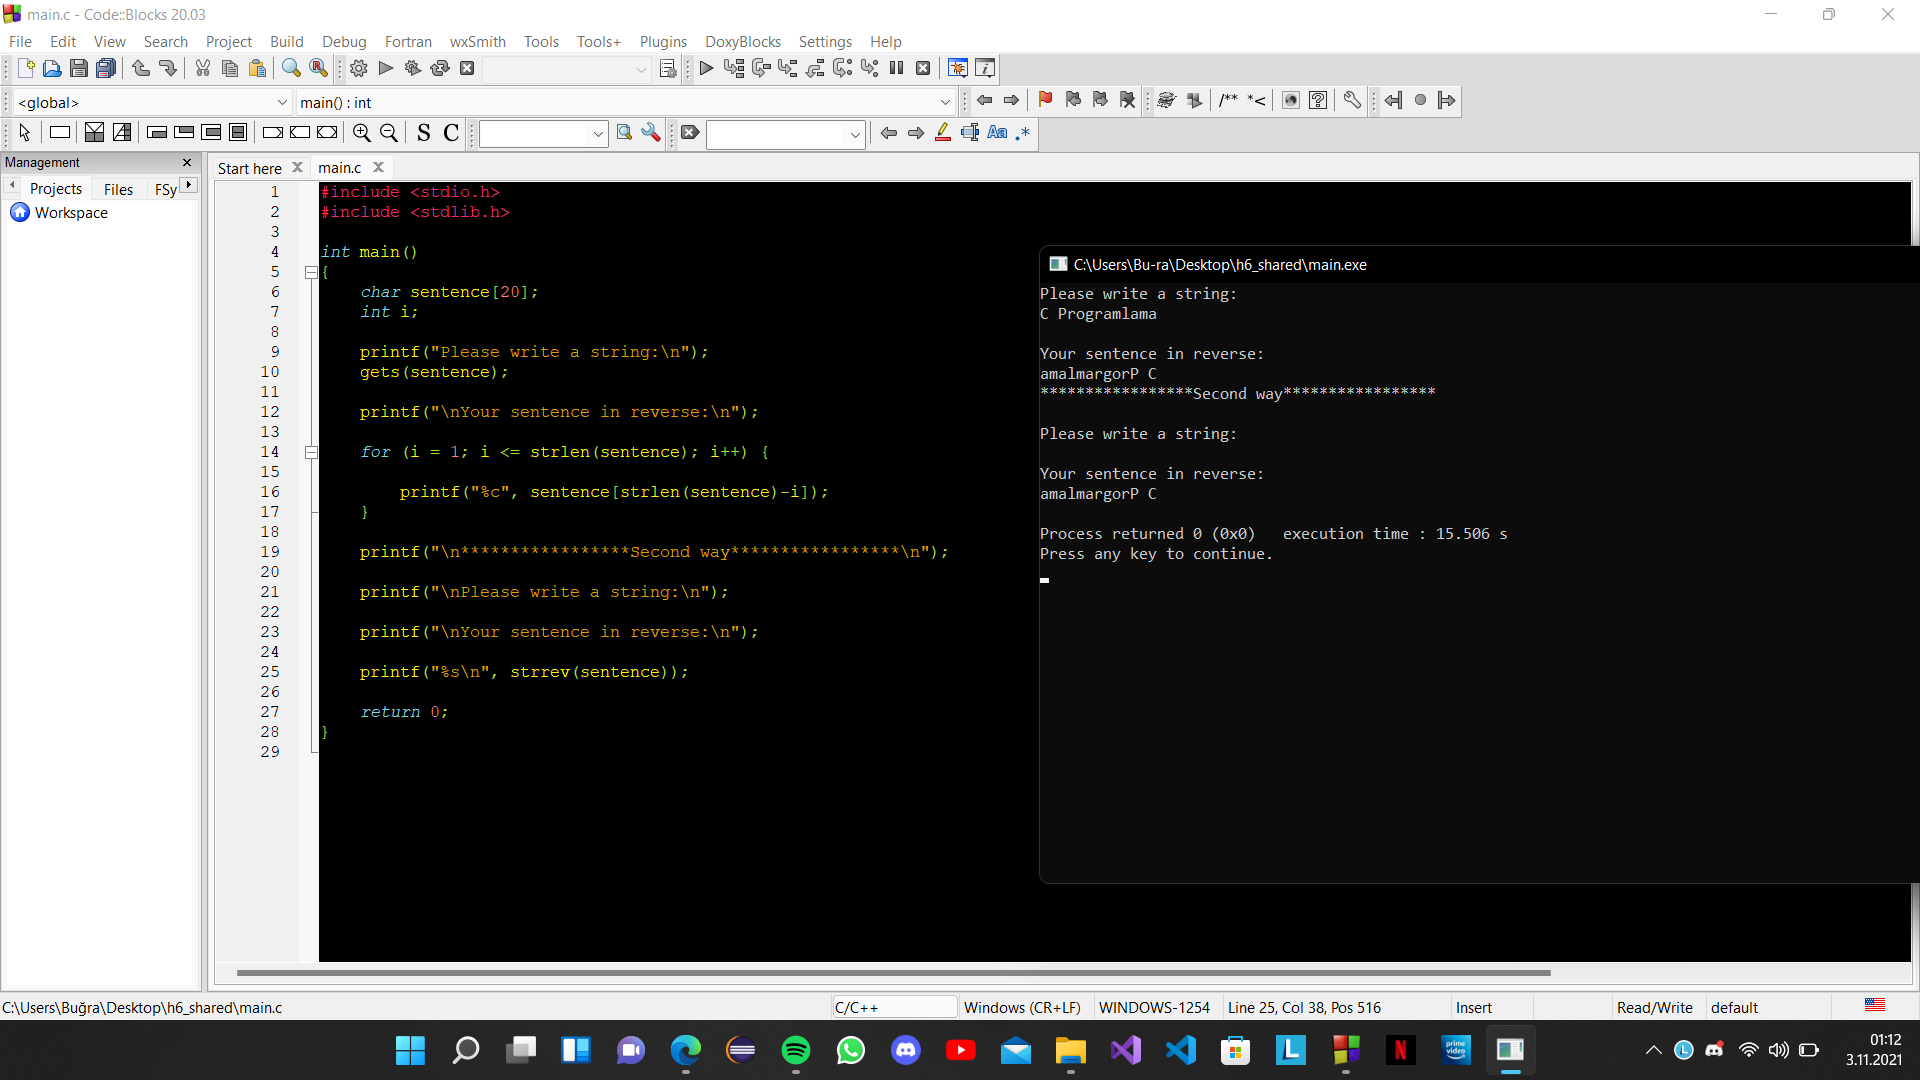 main.c - Code::Blocks 20.03
File Edit View Search Project Build Debug Fortran wxSmith Tools Tools+ Plugins DoxyBlocks Settings Help
<global> main() : int /** *<
S C Aa .*
Management
Start here main.c
Projects Files FSy
Workspace
1 #include <stdio.h>
2 #include <stdlib.h>
3
4 int main()
5 {
6 char sentence[20];
7 int i;
8
9 printf("Please write a string:\n");
10 gets(sentence);
11
12 printf("\nYour sentence in reverse:\n");
13
14 for (i = 1; i <= strlen(sentence); i++) {
15
16 printf("%c", sentence[strlen(sentence)-i]);
17 }
18
19 printf("\n*****************Second way*****************\n");
20
21 printf("\nPlease write a string:\n");
22
23 printf("\nYour sentence in reverse:\n");
24
25 printf("%s\n", strrev(sentence));
26
27 return 0;
28 }
29
C:\Users\Bu-ra\Desktop\h6_shared\main.exe
Please write a string:
C Programlama
Your sentence in reverse:
amalmargorP C
*****************Second way*****************
Please write a string:
Your sentence in reverse:
amalmargorP C
Process returned 0 (0x0) execution time : 15.506 s
Press any key to continue.
C:\Users\Buğra\Desktop\h6_shared\main.c C/C++ Windows (CR+LF) WINDOWS-1254 Line 25, Col 38, Pos 516 Insert Read/Write default
L N prime video L 01:12
3.11.2021